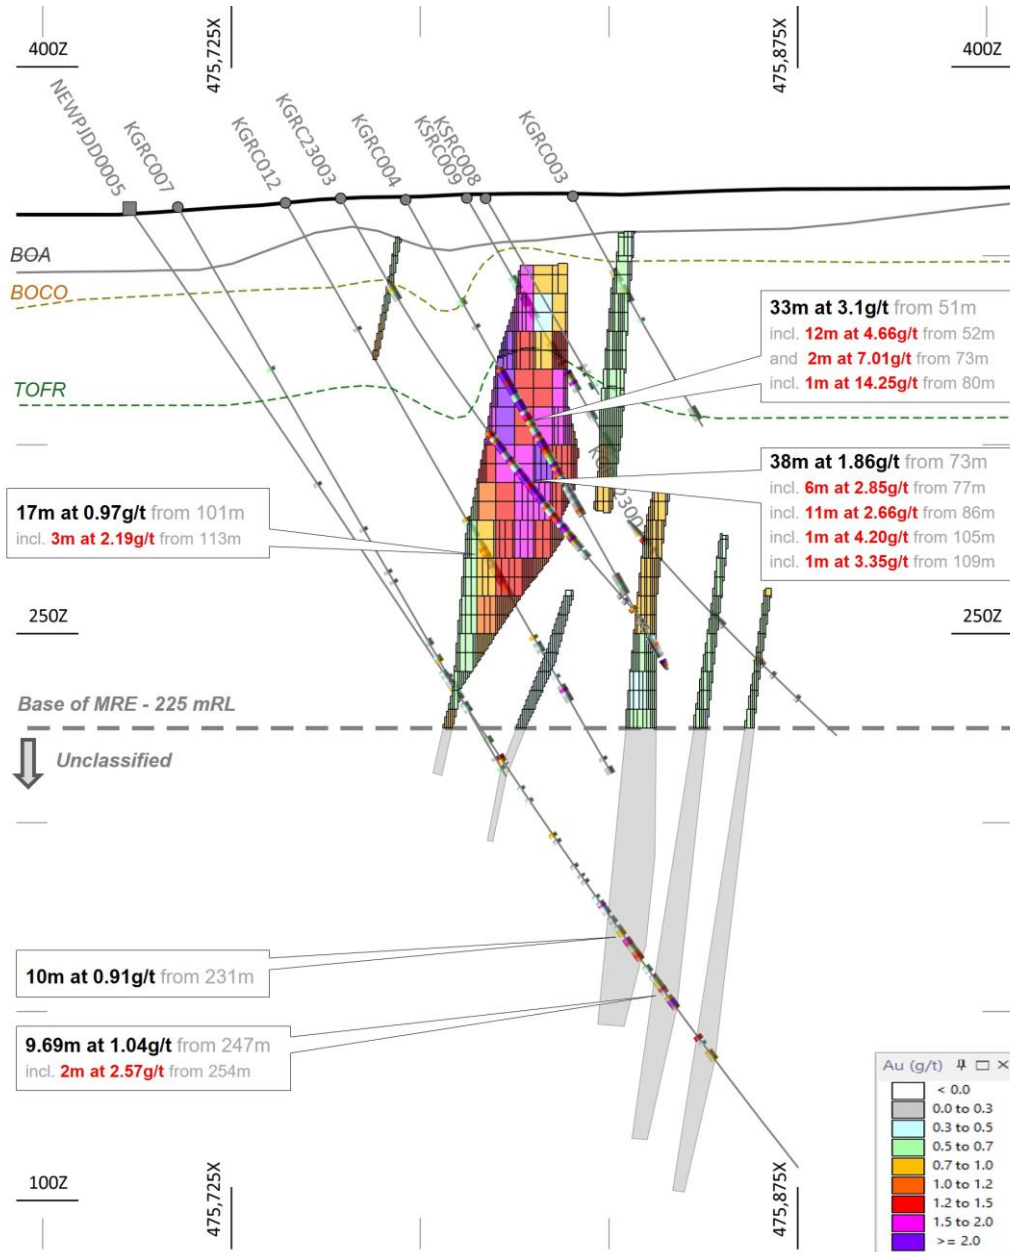 400Z
475,725X
475,875X
400Z
NEWPJDD0005
KGRC007
KGRC012
KGRC23003
KGRC004
KSRC009
KSRC008
KGRC003
BOA
BOCO
TOFR
33m at 3.1g/t from 51m
incl. 12m at 4.66g/t from 52m
and 2m at 7.01g/t from 73m
incl. 1m at 14.25g/t from 80m
38m at 1.86g/t from 73m
incl. 6m at 2.85g/t from 77m
incl. 11m at 2.66g/t from 86m
incl. 1m at 4.20g/t from 105m
incl. 1m at 3.35g/t from 109m
17m at 0.97g/t from 101m
incl. 3m at 2.19g/t from 113m
250Z
250Z
Base of MRE - 225 mRL
Unclassified
10m at 0.91g/t from 231m
9.69m at 1.04g/t from 247m
incl. 2m at 2.57g/t from 254m
Au (g/t)
< 0.0
0.0 to 0.3
0.3 to 0.5
0.5 to 0.7
0.7 to 1.0
1.0 to 1.2
1.2 to 1.5
1.5 to 2.0
>= 2.0
100Z
475,725X
475,875X